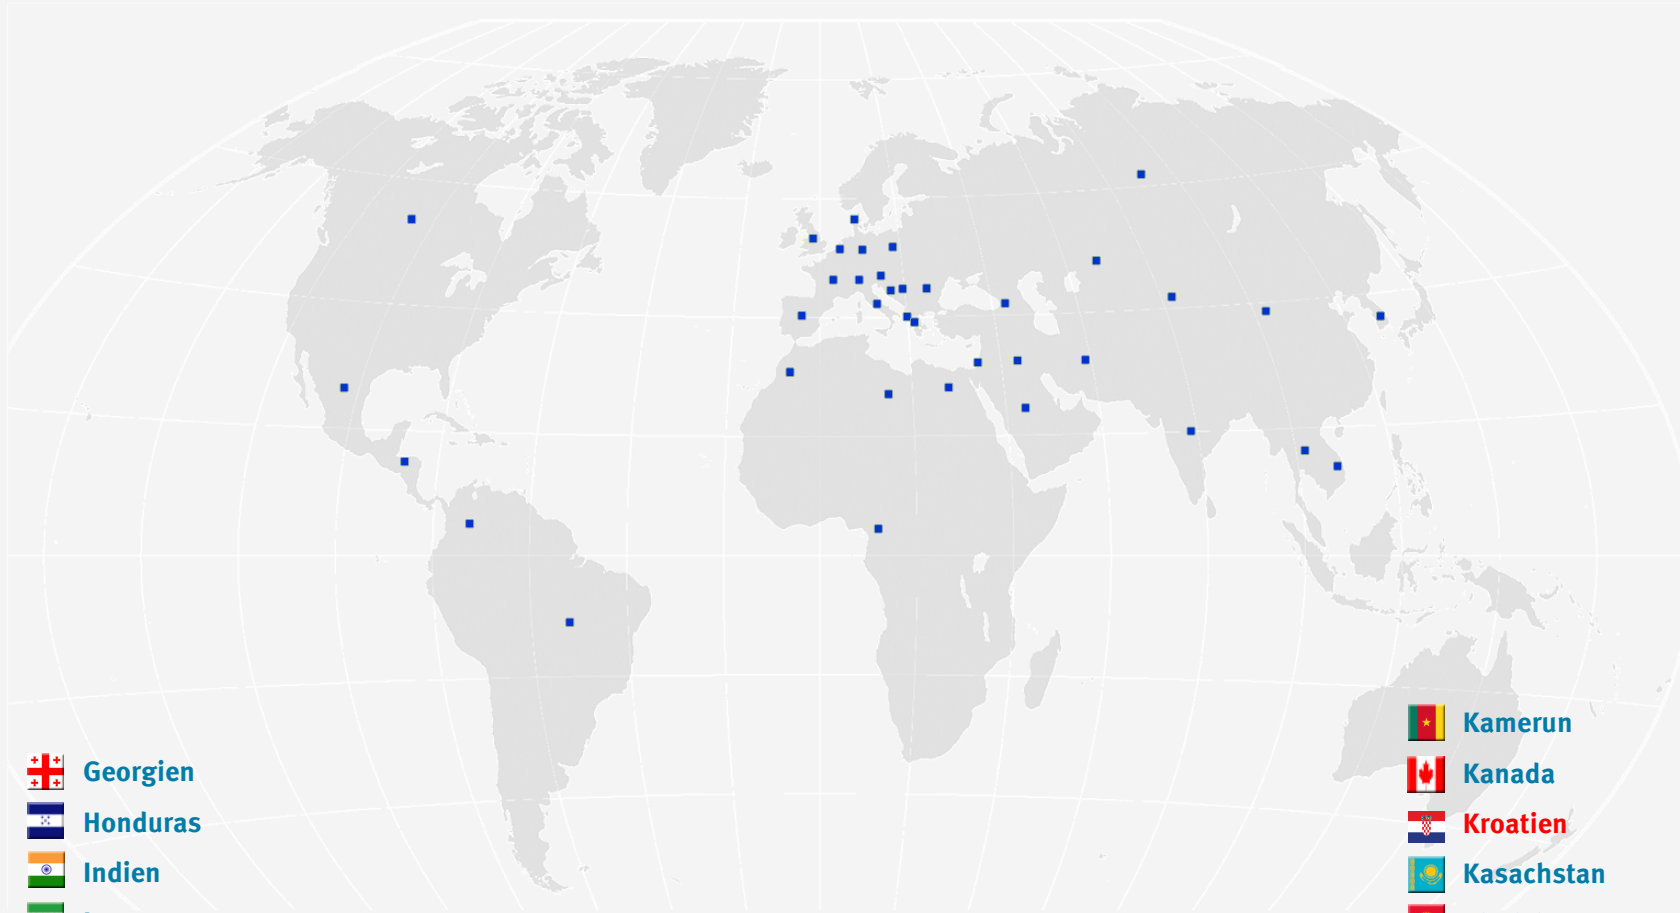 Georgien
Honduras
Indien
Kamerun
Kanada
Kroatien
Kasachstan